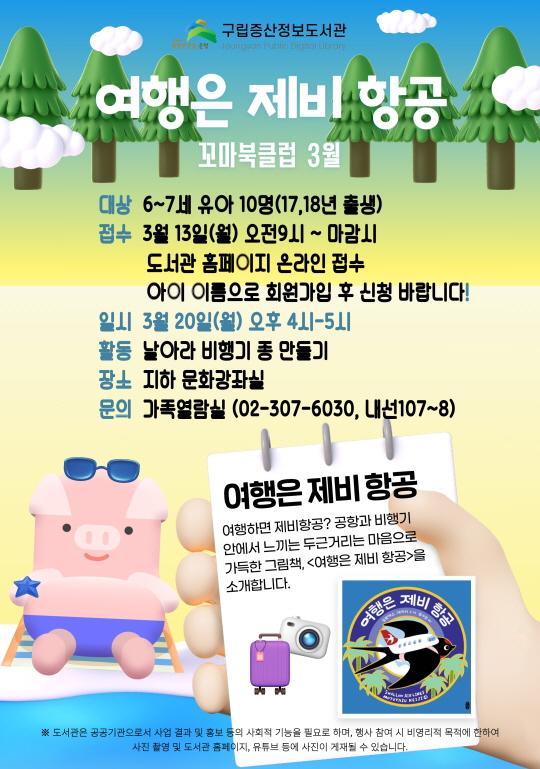 구립증산정보도서관
Jeungsan Public Digital Library
여행은 제비 항공
꼬마북클럽 3월
대상 6~7세 유아 10명(17,18년 출생)
접수 3월 13일(월) 오전9시 ~ 마감시
도서관 홈페이지 온라인 접수
아이 이름으로 회원가입 후 신청 바랍니다!
일시 3월 20일(월) 오후 4시-5시
활동 날아라 비행기 종 만들기
장소 지하 문화강좌실
문의 가족열람실 (02-307-6030, 내선107~8)
여행은 제비 항공
여행하면 제비항공? 공항과 비행기
안에서 느끼는 두근거리는 마음으로
가득한 그림책, <여행은 제비 항공>을
소개합니다.
여행은 제비 항공
SWALLOW AIR LINES
MOTOYASU KEIJI
※ 도서관은 공공기관으로서 사업 결과 및 홍보 등의 사회적 기능을 필요로 하며, 행사 참여 시 비영리적 목적에 한하여
사진 촬영 및 도서관 홈페이지, 유튜브 등에 사진이 게재될 수 있습니다.